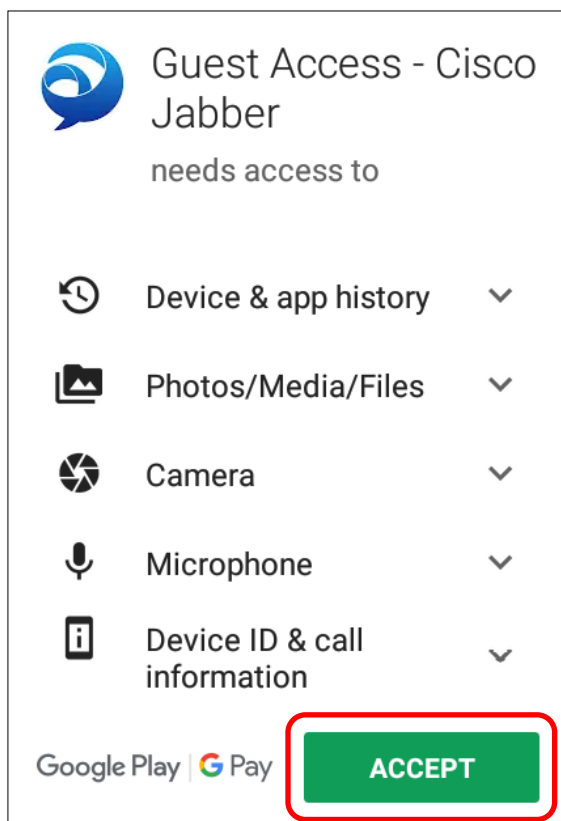 Guest Access - Cisco
Jabber
needs access to
Device & app history
Photos/Media/Files
Camera
Microphone
Device ID & call
information
Google Play | G Pay
ACCEPT